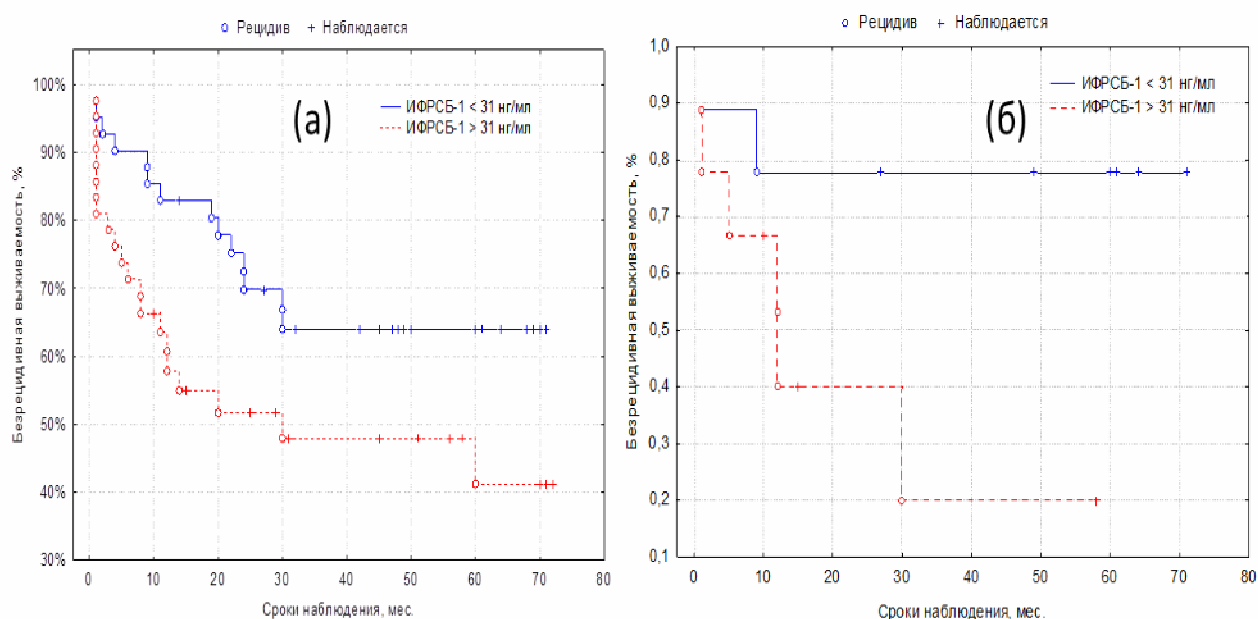 Рецидив + Наблюдается
(а)
ИФРСБ-1 < 31 нг/мл
ИФРСБ-1 > 31 нг/мл
100%
90%
80%
70%
60%
50%
40%
30%
Безрецидивная выживаемость, %
0 10 20 30 40 50 60 70 80
Сроки наблюдения, мес.
Рецидив + Наблюдается
(б)
ИФРСБ-1 < 31 нг/мл
ИФРСБ-1 > 31 нг/мл
1,0
0,9
0,8
0,7
0,6
0,5
0,4
0,3
0,2
0,1
Безрецидивная выживаемость, %
0 10 20 30 40 50 60 70 80
Сроки наблюдения, мес.